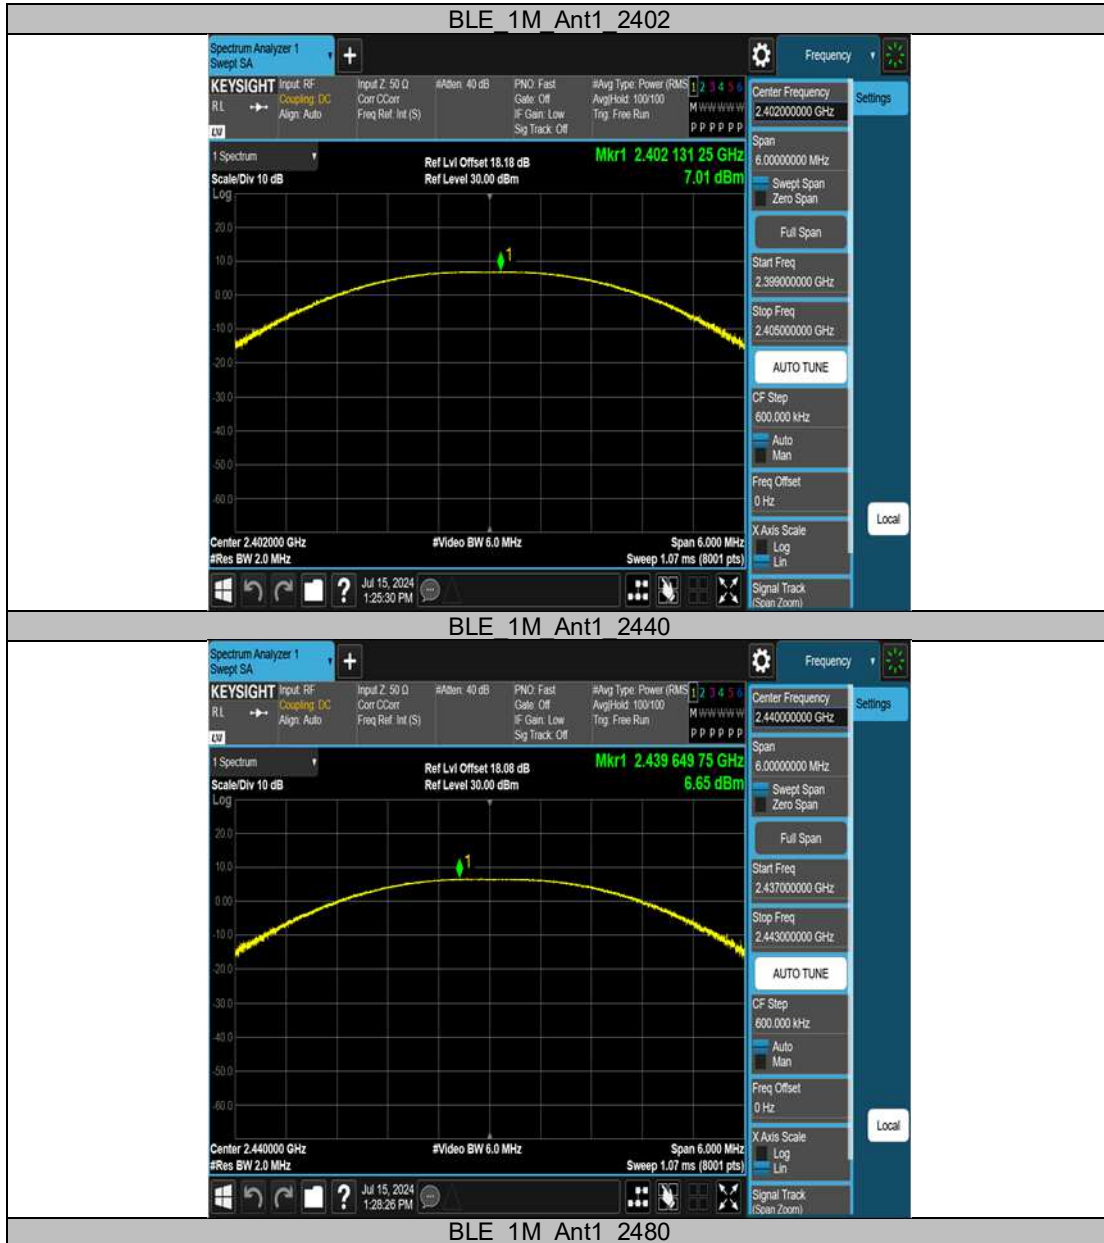 BLE_1M_Ant1_2402
Spectrum Analyzer 1
Swept SA
+
Frequency
KEYSIGHT
RL
Input: RF
Coupling: DC
Align: Auto
Input Z: 50 Ω
Corr CCorr
Freq Ref: Int (S)
#Atten: 40 dB
PNO: Fast
Gate: Off
IF Gain: Low
Sig Track: Off
#Avg Type: Power (RMS
Avg|Hold: 100/100
Trig: Free Run
1 2 3 4 5 6
M W W W W W
P P P P P P
1 Spectrum
Scale/Div 10 dB
Log
Ref Lvl Offset 18.18 dB
Ref Level 30.00 dBm
Mkr1 2.402 131 25 GHz
7.01 dBm
20.0
10.0
0.00
-10.0
-20.0
-30.0
-40.0
-50.0
-60.0
1
Center 2.402000 GHz
#Res BW 2.0 MHz
#Video BW 6.0 MHz
Span 6.000 MHz
Sweep 1.07 ms (8001 pts)
Center Frequency
2.402000000 GHz
Settings
Span
6.00000000 MHz
Swept Span
Zero Span
Full Span
Start Freq
2.399000000 GHz
Stop Freq
2.405000000 GHz
AUTO TUNE
CF Step
600.000 kHz
Auto
Man
Freq Offset
0 Hz
Local
X Axis Scale
Log
Lin
Signal Track
(Span Zoom)
?
Jul 15, 2024
1:25:30 PM
BLE_1M_Ant1_2440
Spectrum Analyzer 1
Swept SA
+
Frequency
KEYSIGHT
RL
Input: RF
Coupling: DC
Align: Auto
Input Z: 50 Ω
Corr CCorr
Freq Ref: Int (S)
#Atten: 40 dB
PNO: Fast
Gate: Off
IF Gain: Low
Sig Track: Off
#Avg Type: Power (RMS
Avg|Hold: 100/100
Trig: Free Run
1 2 3 4 5 6
M W W W W W
P P P P P P
1 Spectrum
Scale/Div 10 dB
Log
Ref Lvl Offset 18.08 dB
Ref Level 30.00 dBm
Mkr1 2.439 649 75 GHz
6.65 dBm
20.0
10.0
0.00
-10.0
-20.0
-30.0
-40.0
-50.0
-60.0
1
Center 2.440000 GHz
#Res BW 2.0 MHz
#Video BW 6.0 MHz
Span 6.000 MHz
Sweep 1.07 ms (8001 pts)
Center Frequency
2.440000000 GHz
Settings
Span
6.00000000 MHz
Swept Span
Zero Span
Full Span
Start Freq
2.437000000 GHz
Stop Freq
2.443000000 GHz
AUTO TUNE
CF Step
600.000 kHz
Auto
Man
Freq Offset
0 Hz
Local
X Axis Scale
Log
Lin
Signal Track
(Span Zoom)
?
Jul 15, 2024
1:28:26 PM
BLE_1M_Ant1_2480